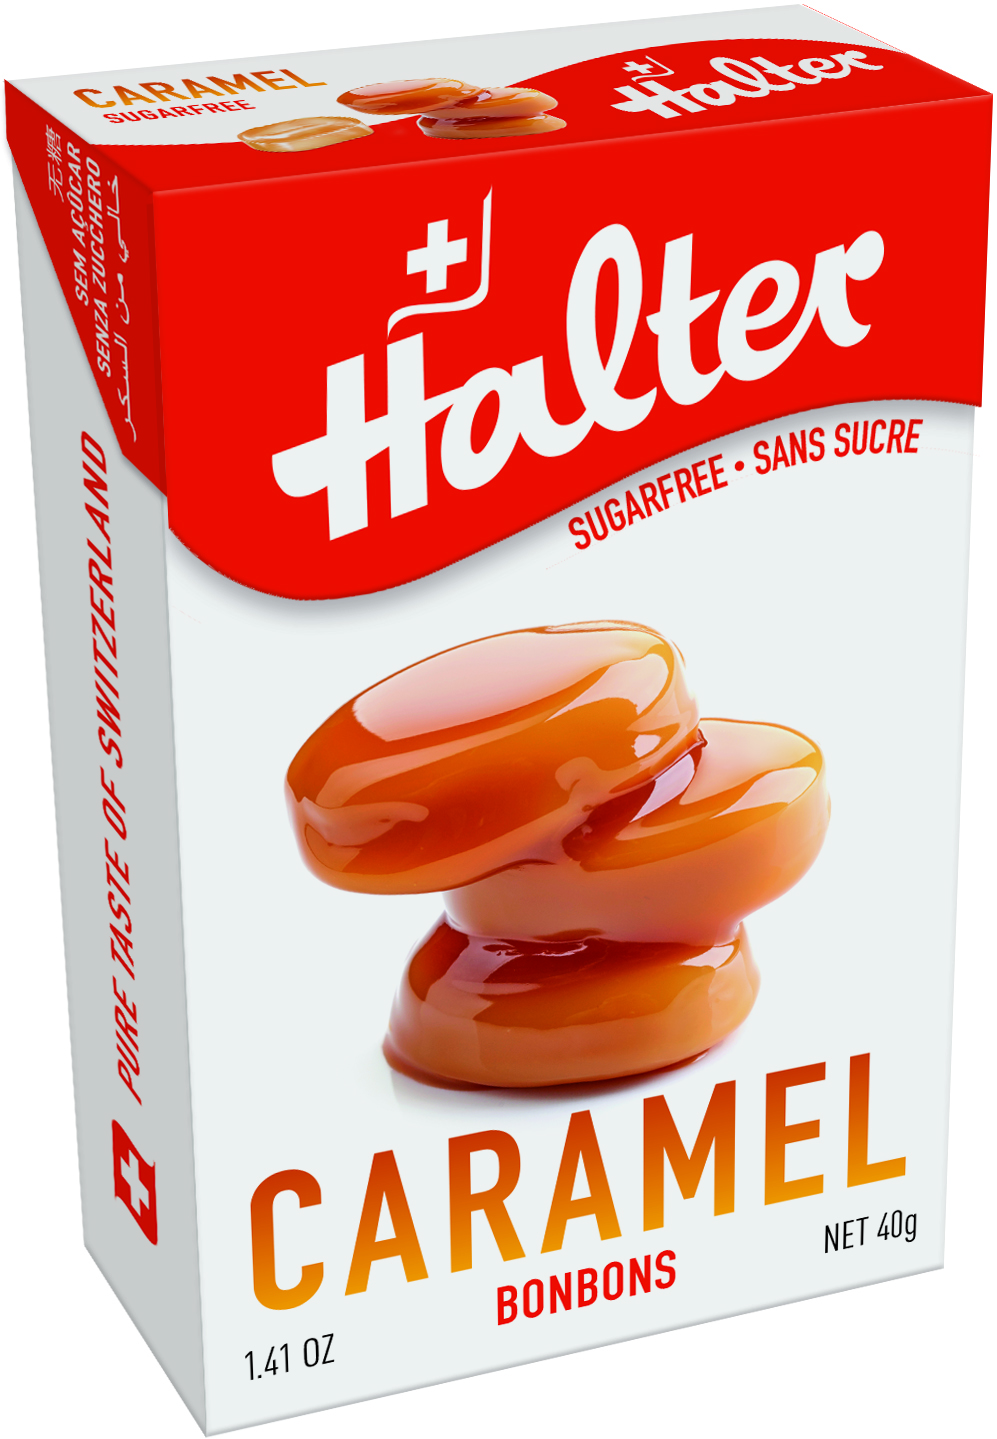 CARAMEL
SUGARFREE
Halter
无糖
SEM AÇÚCAR
SENZA ZUCCHERO
خالي من السكر
Halter
SUGARFREE • SANS SUCRE
PURE TASTE OF SWITZERLAND
CARAMEL
BONBONS
NET 40g
1.41 OZ